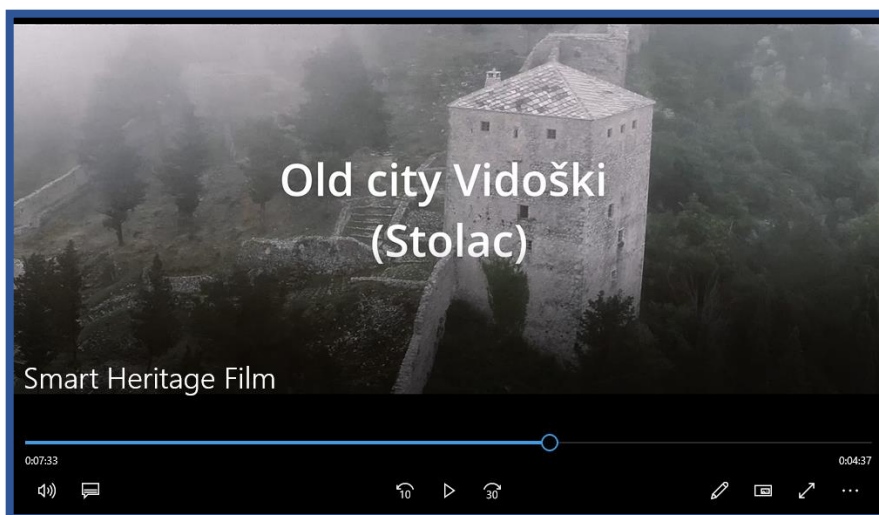 Old city Vidoški
(Stolac)
Smart Heritage Film
0:07:33
0:04:37
10
30